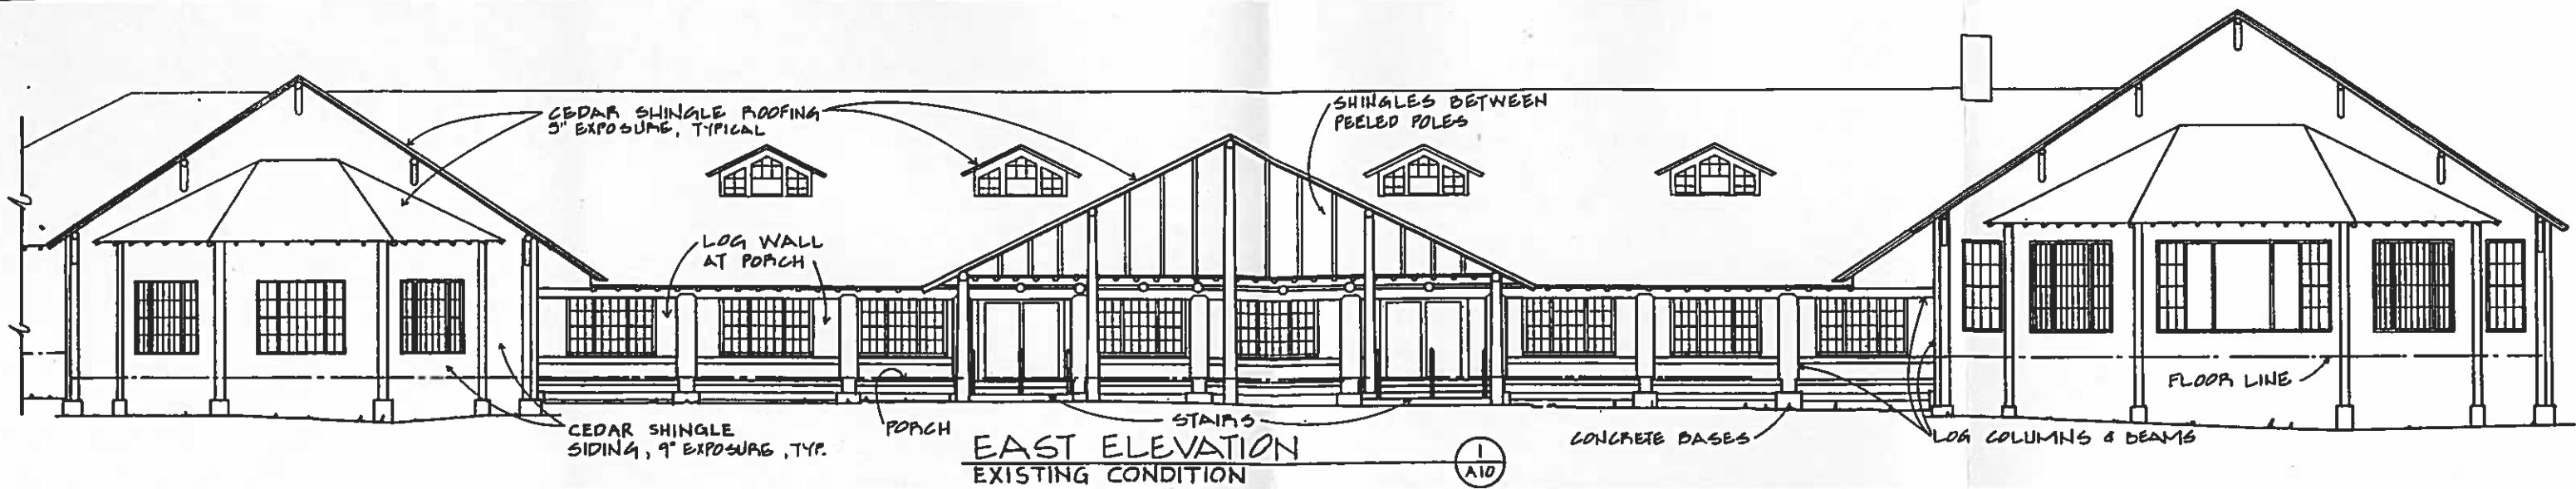 CEDAR SHINGLE ROOFING
5" EXPOSURE, TYPICAL
SHINGLES BETWEEN
PEELED POLES
LOG WALL
AT PORCH
FLOOR LINE
CEDAR SHINGLE
SIDING, 9" EXPOSURE, TYP.
PORCH
STAIRS
CONCRETE BASES
LOG COLUMNS & BEAMS
EAST ELEVATION
EXISTING CONDITION
1
A10